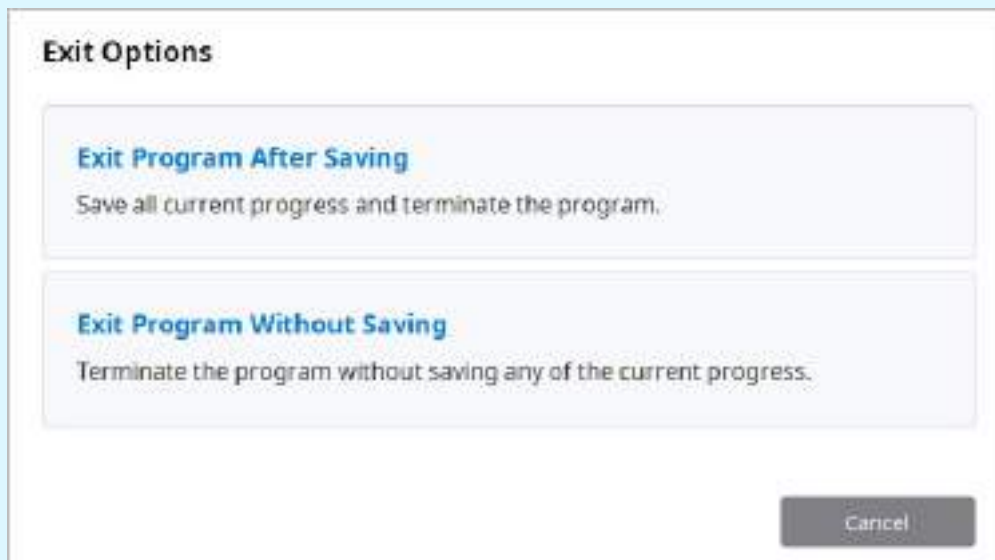 Exit Options
Exit Program After Saving
Save all current progress and terminate the program.
Exit Program Without Saving
Terminate the program without saving any of the current progress.
Cancel